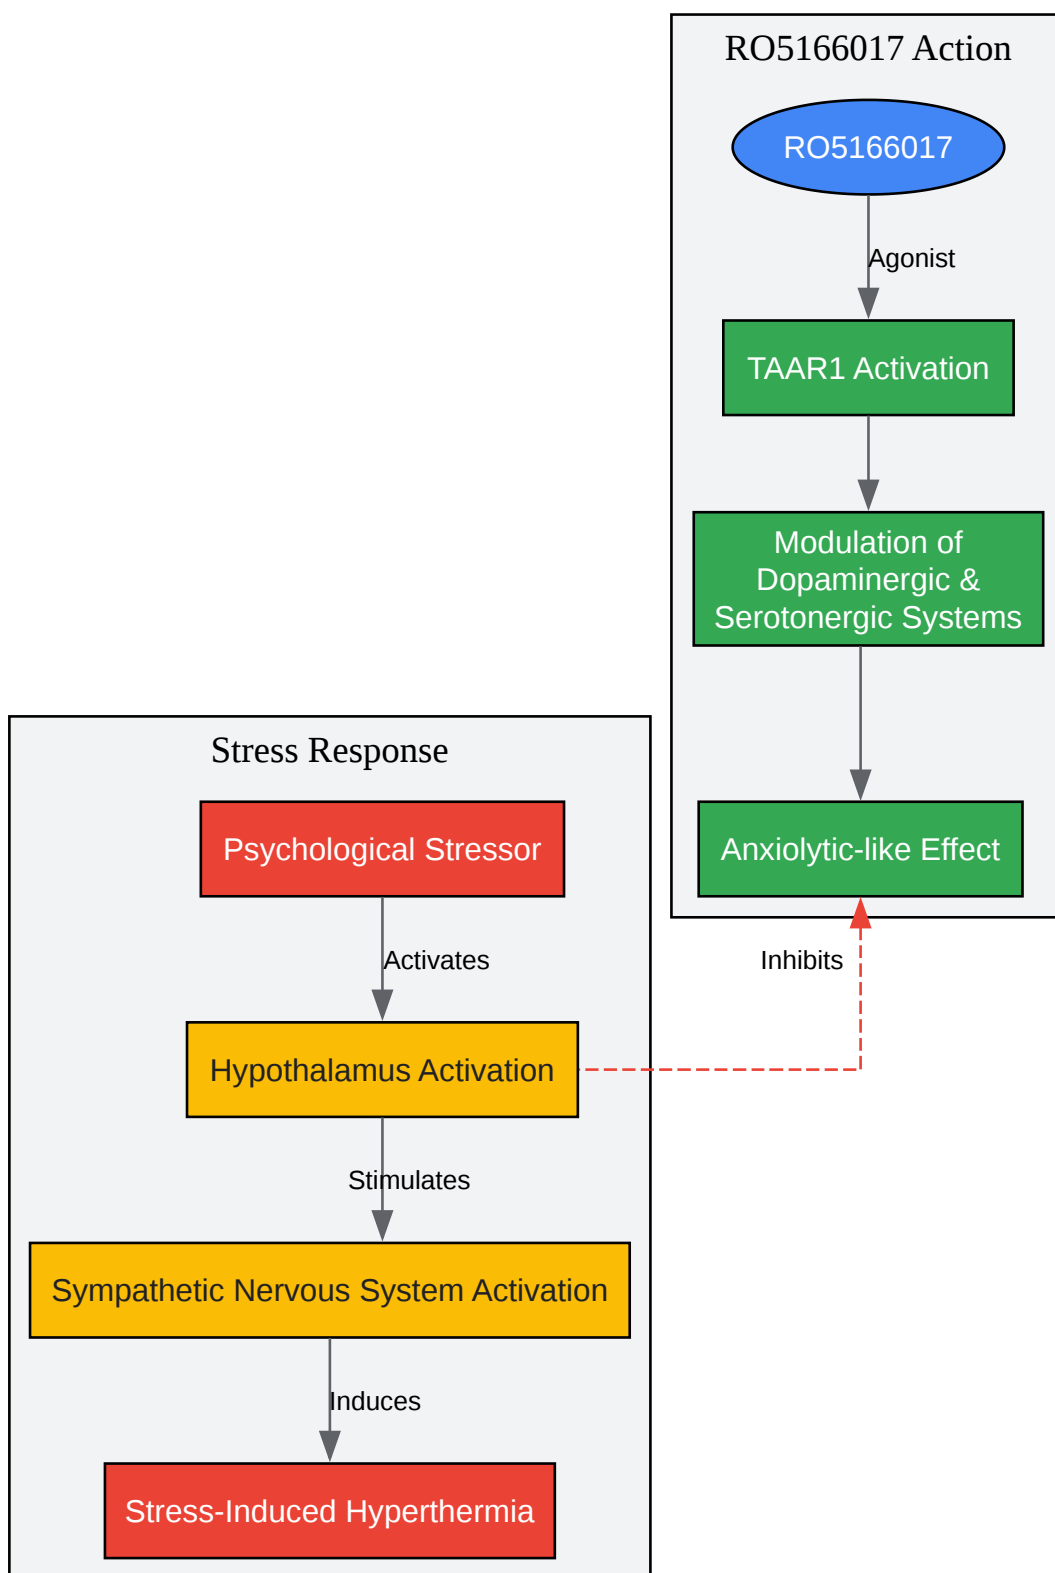 RO5166017 Action
RO5166017
Agonist
TAAR1 Activation
Modulation of
Dopaminergic &
Serotonergic Systems
Anxiolytic-like Effect
Inhibits
Stress Response
Psychological Stressor
Activates
Hypothalamus Activation
Stimulates
Sympathetic Nervous System Activation
Induces
Stress-Induced Hyperthermia